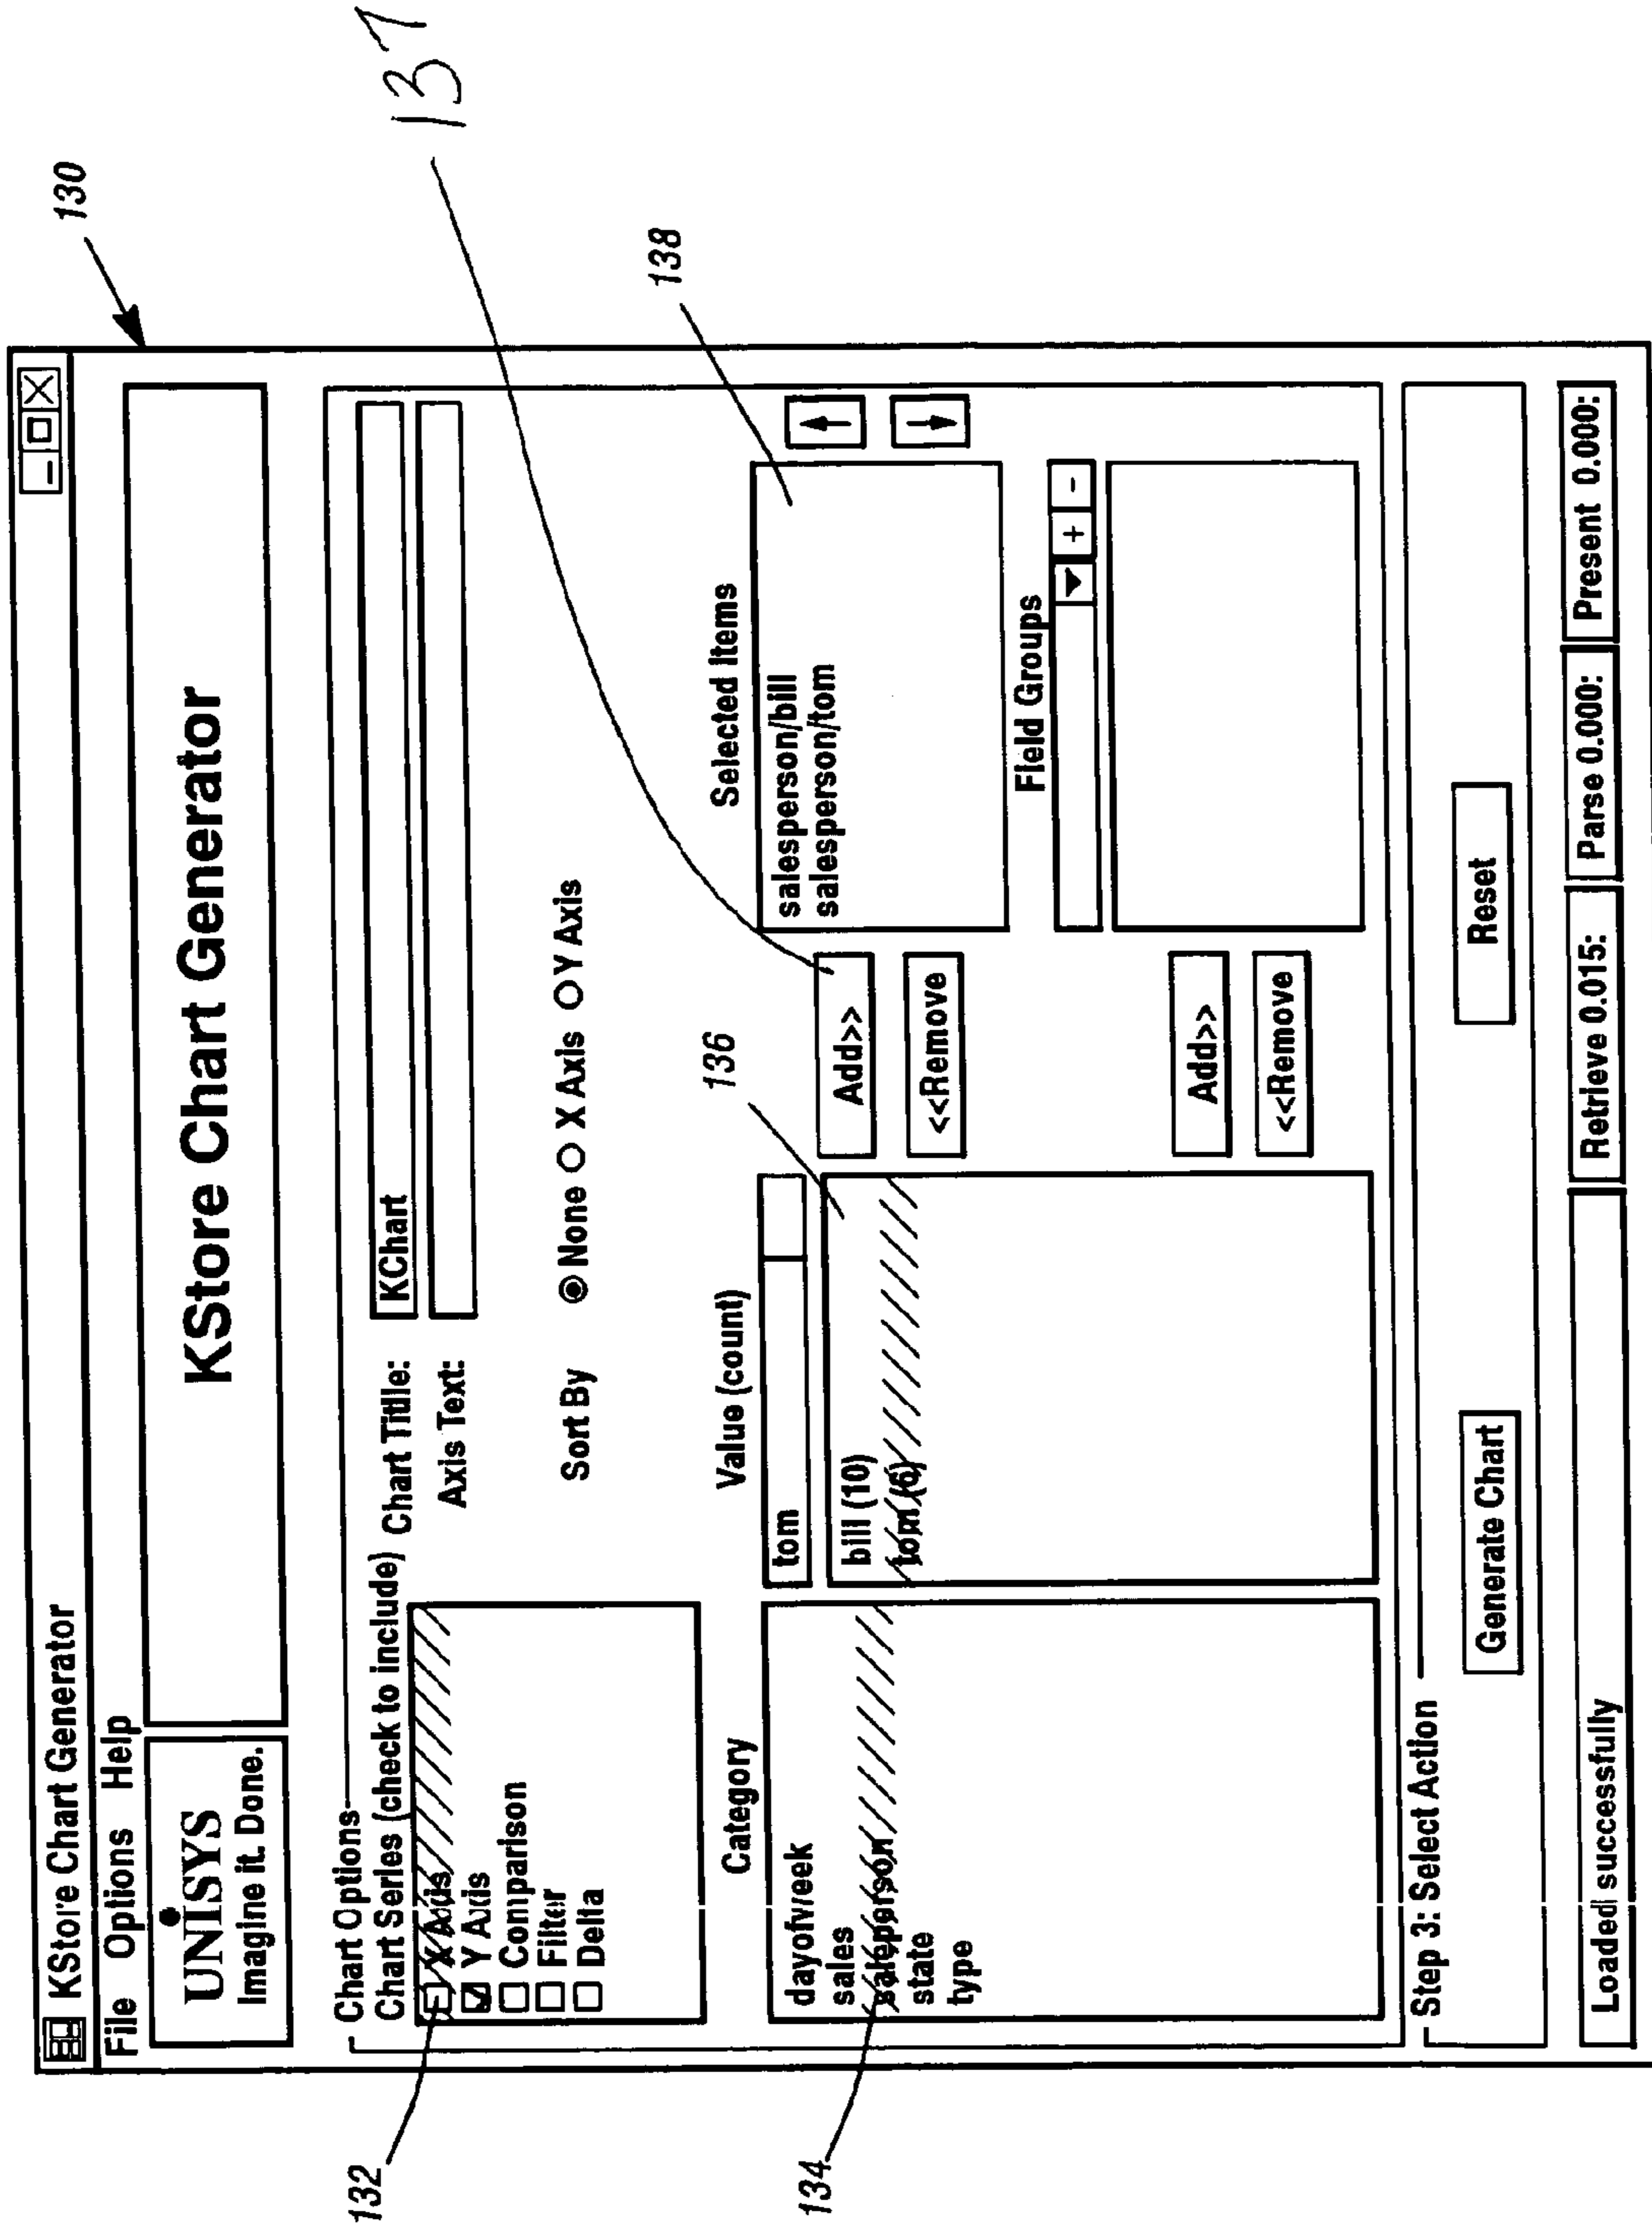 130
137
KStore Chart Generator
File Options Help
UNISYS
Imagine it. Done.
KStore Chart Generator
Chart Options
Chart Series (check to include)
Chart Title:
KChart
Axis Text:
132
X Axis
Y Axis
Comparison
Filter
Delta
Sort By
None
X Axis
Y Axis
138
Category
Value (count)
Selected Items
136
tom
dayofweek
sales
salesperson
state
type
134
bill (10)
tom (6)
Add>>
<<Remove
salesperson/bill
salesperson/tom
Field Groups
+
-
Add>>
<<Remove
Step 3: Select Action
Generate Chart
Reset
Loaded successfully
Retrieve 0.015:
Parse 0.000:
Present 0.000: